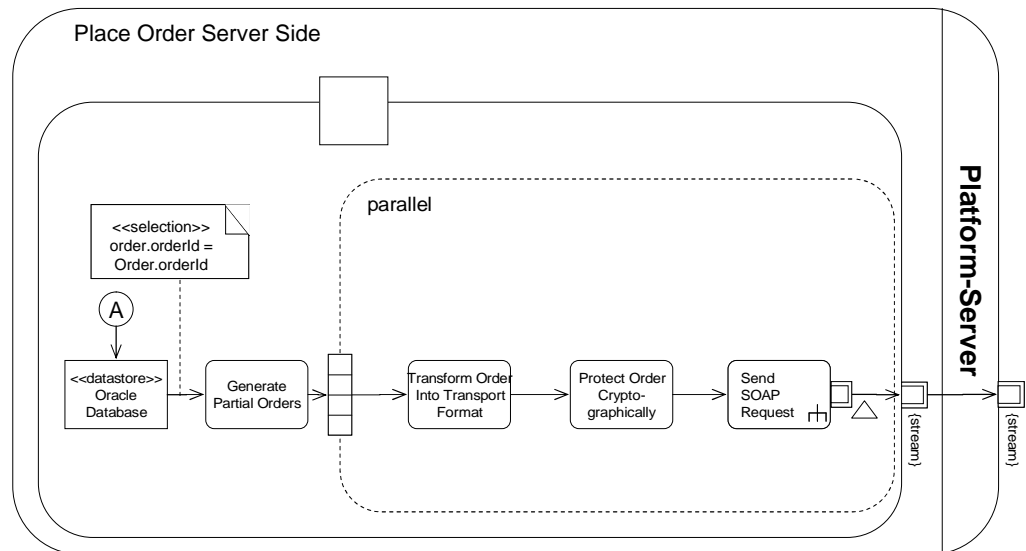 Place Order Server Side
parallel
<<selection>>
order.orderId =
Order.orderId
A
<<datastore>>
Oracle
Database
Generate
Partial Orders
Transform Order
Into Transport
Format
Protect Order
Crypto-
graphically
Send
SOAP
Request
{stream}
{stream}
Platform-Server